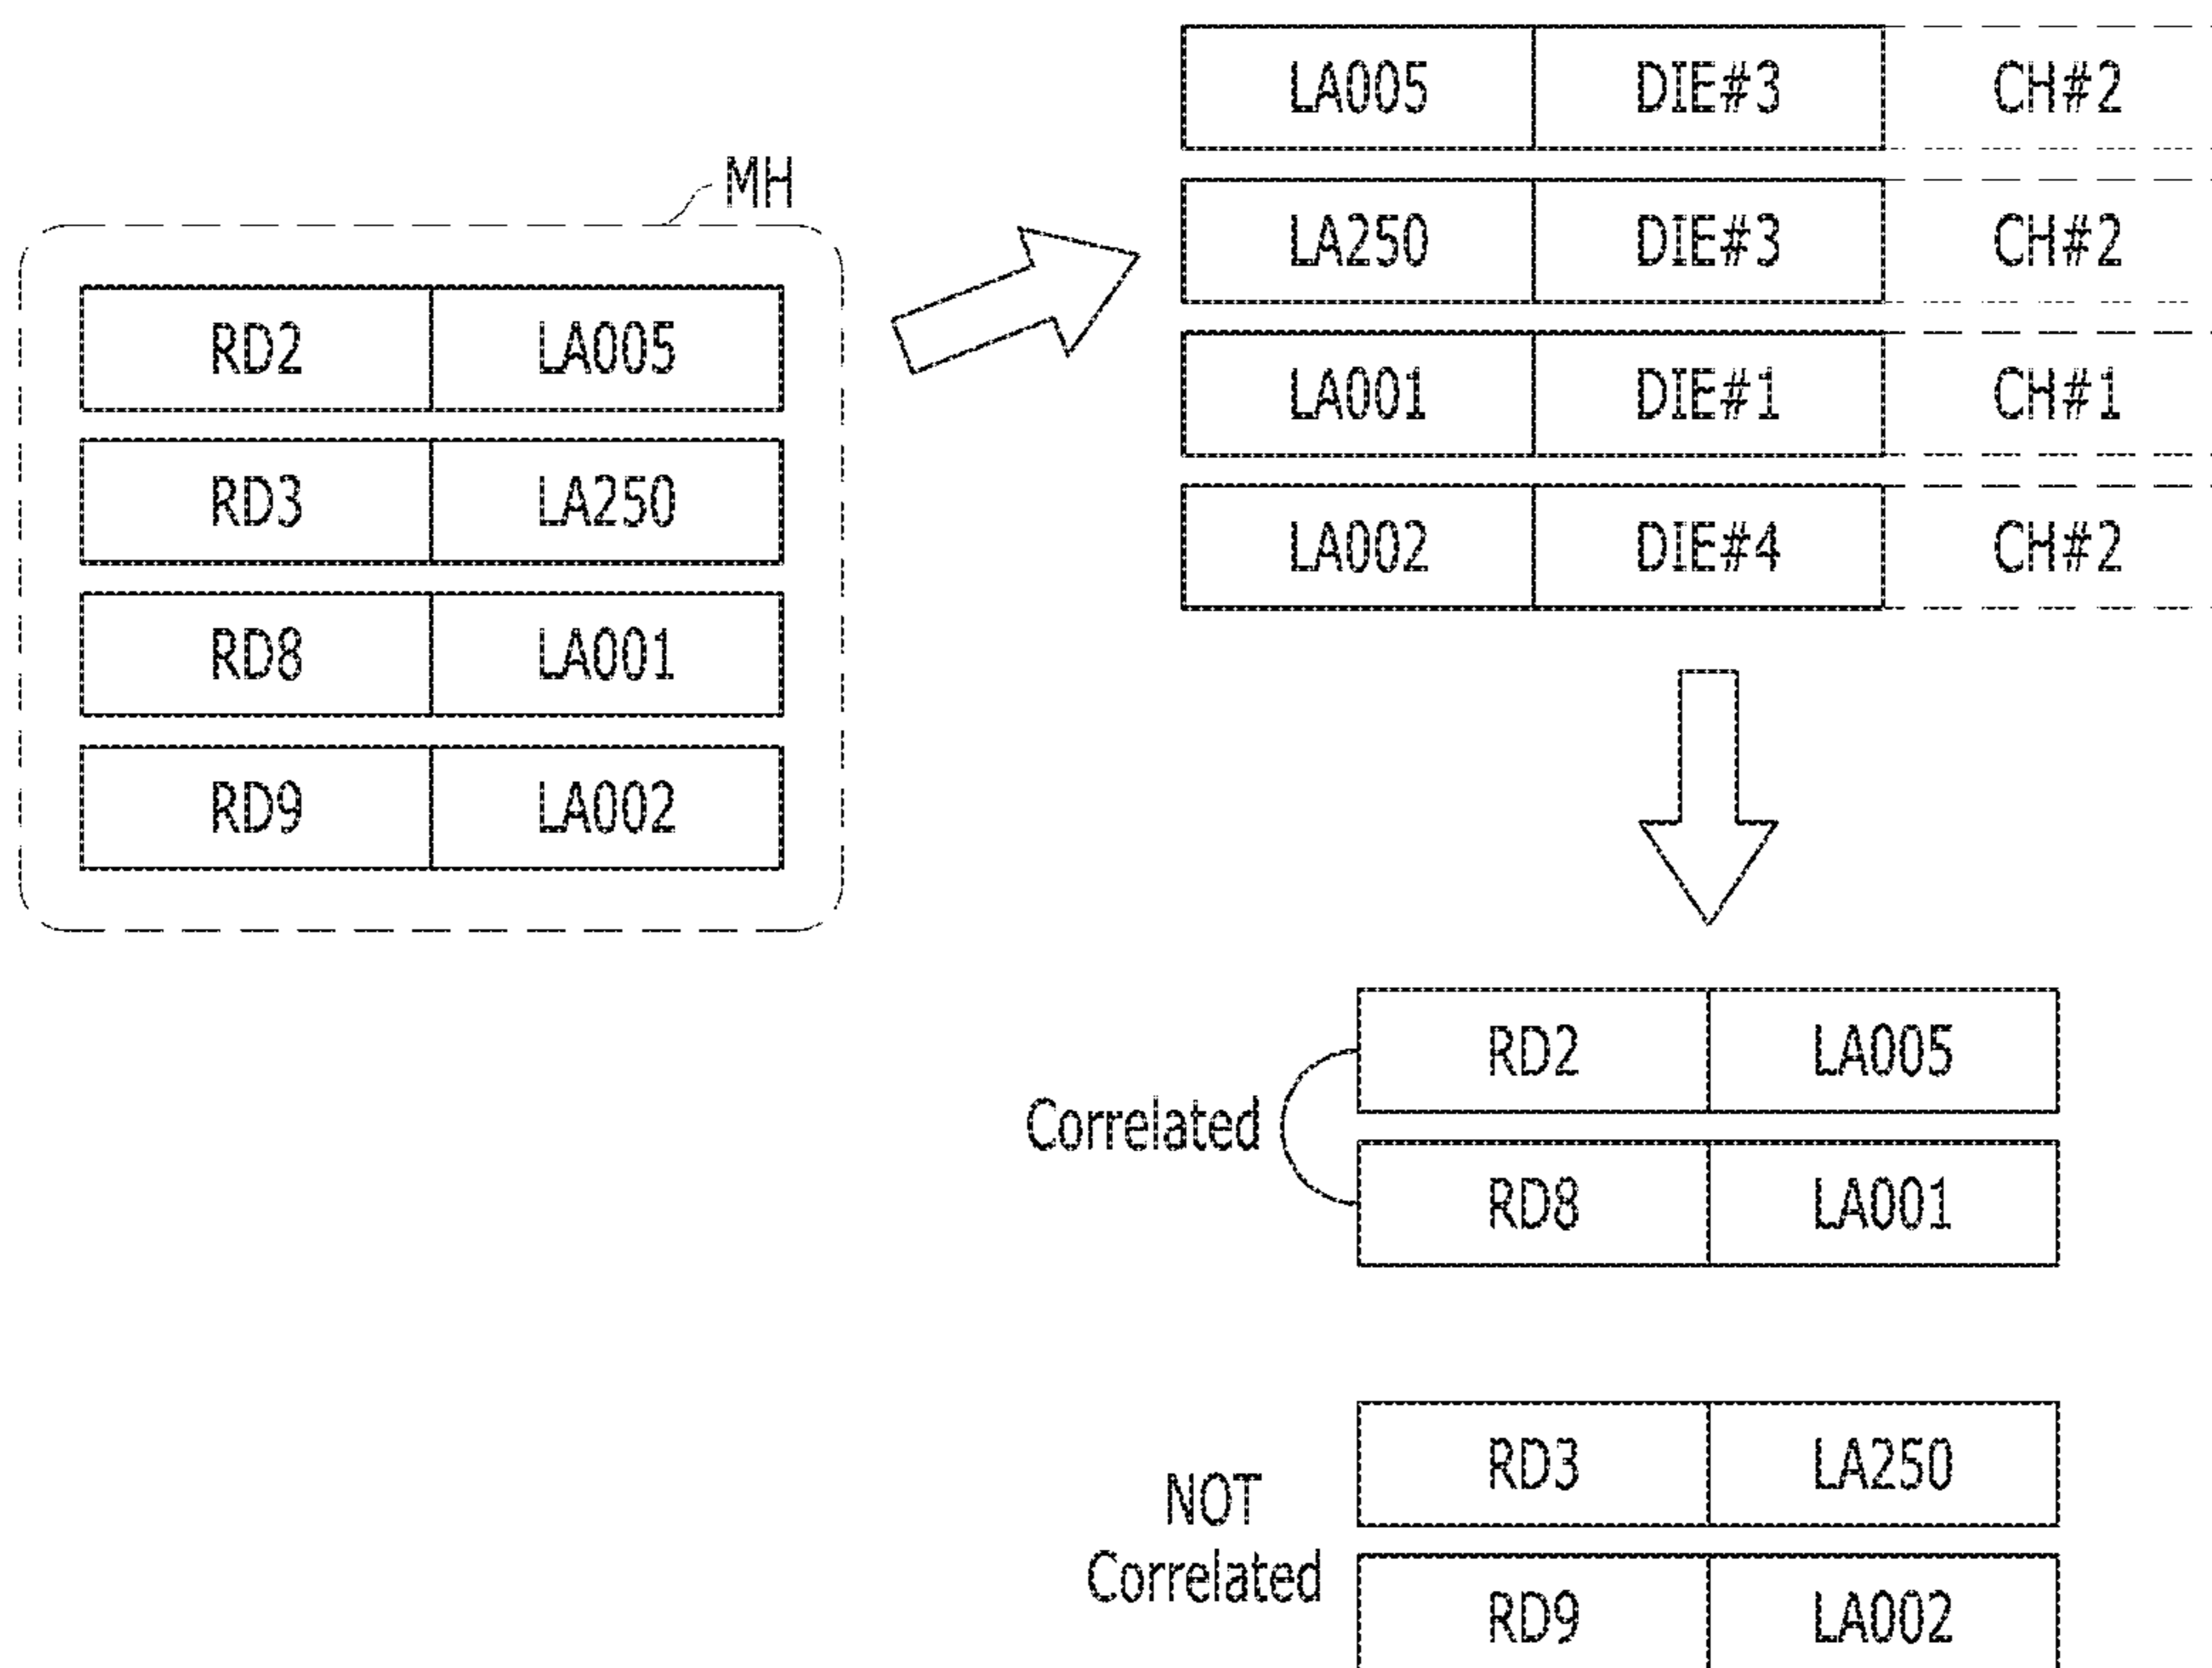 MH
RD2 LA005
RD3 LA250
RD8 LA001
RD9 LA002
LA005 DIE#3 CH#2
LA250 DIE#3 CH#2
LA001 DIE#1 CH#1
LA002 DIE#4 CH#2
Correlated
RD2 LA005
RD8 LA001
NOT
Correlated
RD3 LA250
RD9 LA002